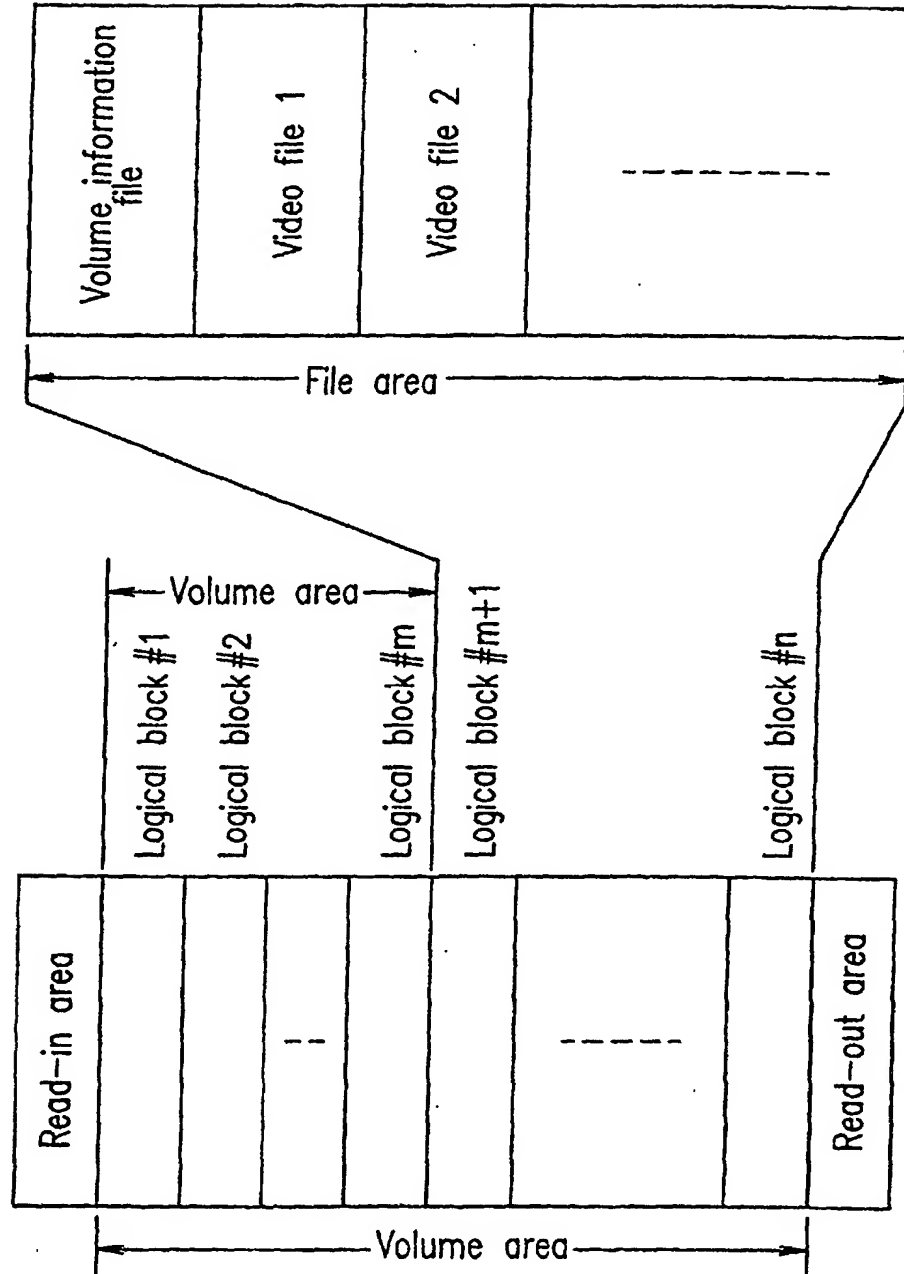 Volume information
file
Video file 1
Video file 2
File area
Volume area
Logical block #1
Logical block #2
Logical block #m
Logical block #m+1
Logical block #n
Read-in area
Read-out area
Volume area